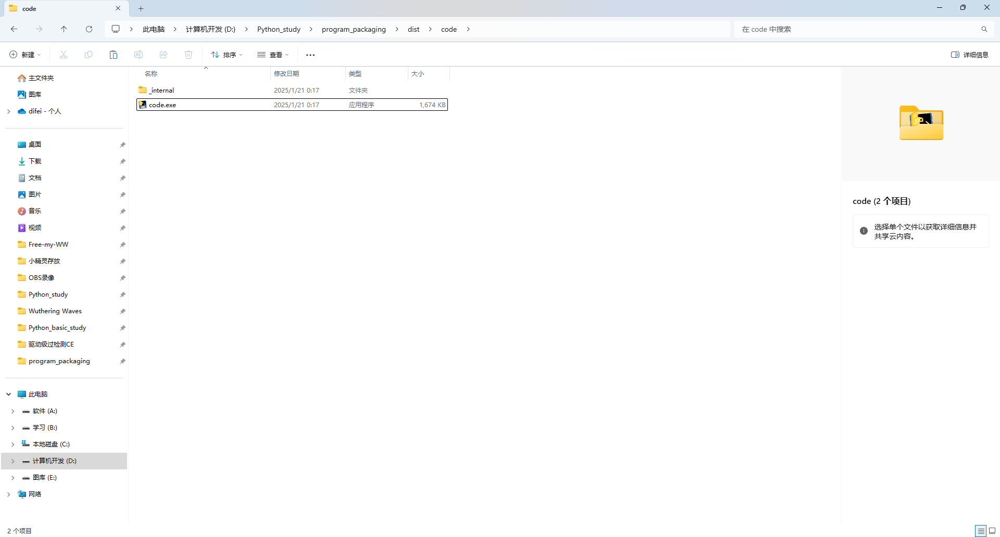 code
此电脑 计算机开发 (D:) Python_study program_packaging dist code
在 code 中搜索
新建 排序 查看 详细信息
主文件夹
图库
difei - 个人
桌面
下载
文档
图片
音乐
视频
Free-my-WW
小精灵存放
OBS录像
Python_study
Wuthering Waves
Python_basic_study
驱动级过检测CE
program_packaging
此电脑
软件 (A:)
学习 (B:)
本地磁盘 (C:)
计算机开发 (D:)
图库 (E:)
网络
名称 修改日期 类型 大小
_internal 2025/1/21 0:17 文件夹
code.exe 2025/1/21 0:17 应用程序 1,674 KB
code (2 个项目)
选择单个文件以获取详细信息并
共享云内容。
2 个项目